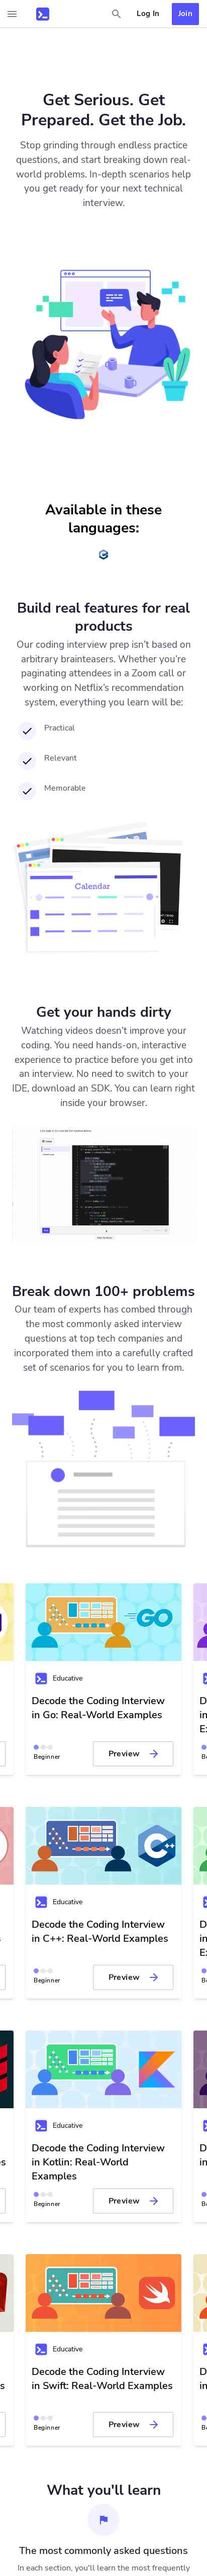 Log In
Join
Get Serious. Get
Prepared. Get the Job.
Stop grinding through endless practice
questions, and start breaking down real-
world problems. In-depth scenarios help
you get ready for your next technical
interview.
Available in these
languages:
Build real features for real
products
Our coding interview prep isn't based on
arbitrary brainteasers. Whether you're
paginating attendees in a Zoom call or
working on Netflix's recommendation
system, everything you learn will be:
Practical
Relevant
Memorable
Calendar
Get your hands dirty
Watching videos doesn't improve your
coding. You need hands-on, interactive
experience to practice before you get into
an interview. No need to switch to your
IDE, download an SDK. You can learn right
inside your browser.
Break down 100+ problems
Our team of experts has combed through
the most commonly asked interview
questions at top tech companies and
incorporated them into a carefully crafted
set of scenarios for you to learn from.
GO
Educative
Decode the Coding Interview
in Go: Real-World Examples
Beginner
Preview
C++
Educative
Decode the Coding Interview
in C++: Real-World Examples
Beginner
Preview
Educative
Decode the Coding Interview
in Kotlin: Real-World
Examples
Beginner
Preview
Educative
Decode the Coding Interview
in Swift: Real-World Examples
Beginner
Preview
What you'll learn
The most commonly asked questions
In each section, you'll learn the most frequently